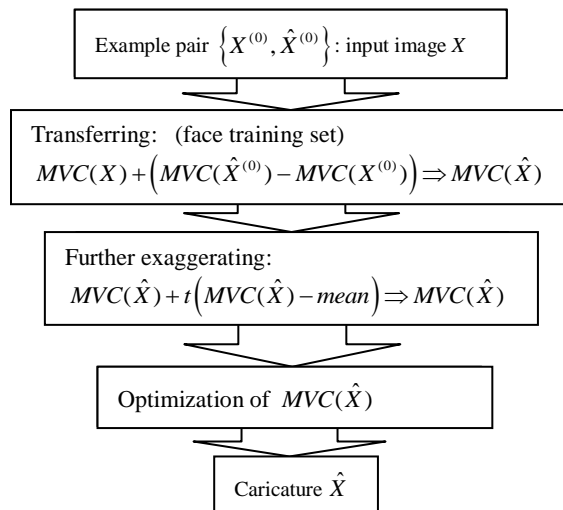 Example pair {X^(0), X̂^(0)}: input image X
Transferring: (face training set)
MVC(X) + (MVC(X̂^(0)) − MVC(X^(0))) ⇒ MVC(X̂)
Further exaggerating:
MVC(X̂) + t(MVC(X̂) − mean) ⇒ MVC(X̂)
Optimization of MVC(X̂)
Caricature X̂